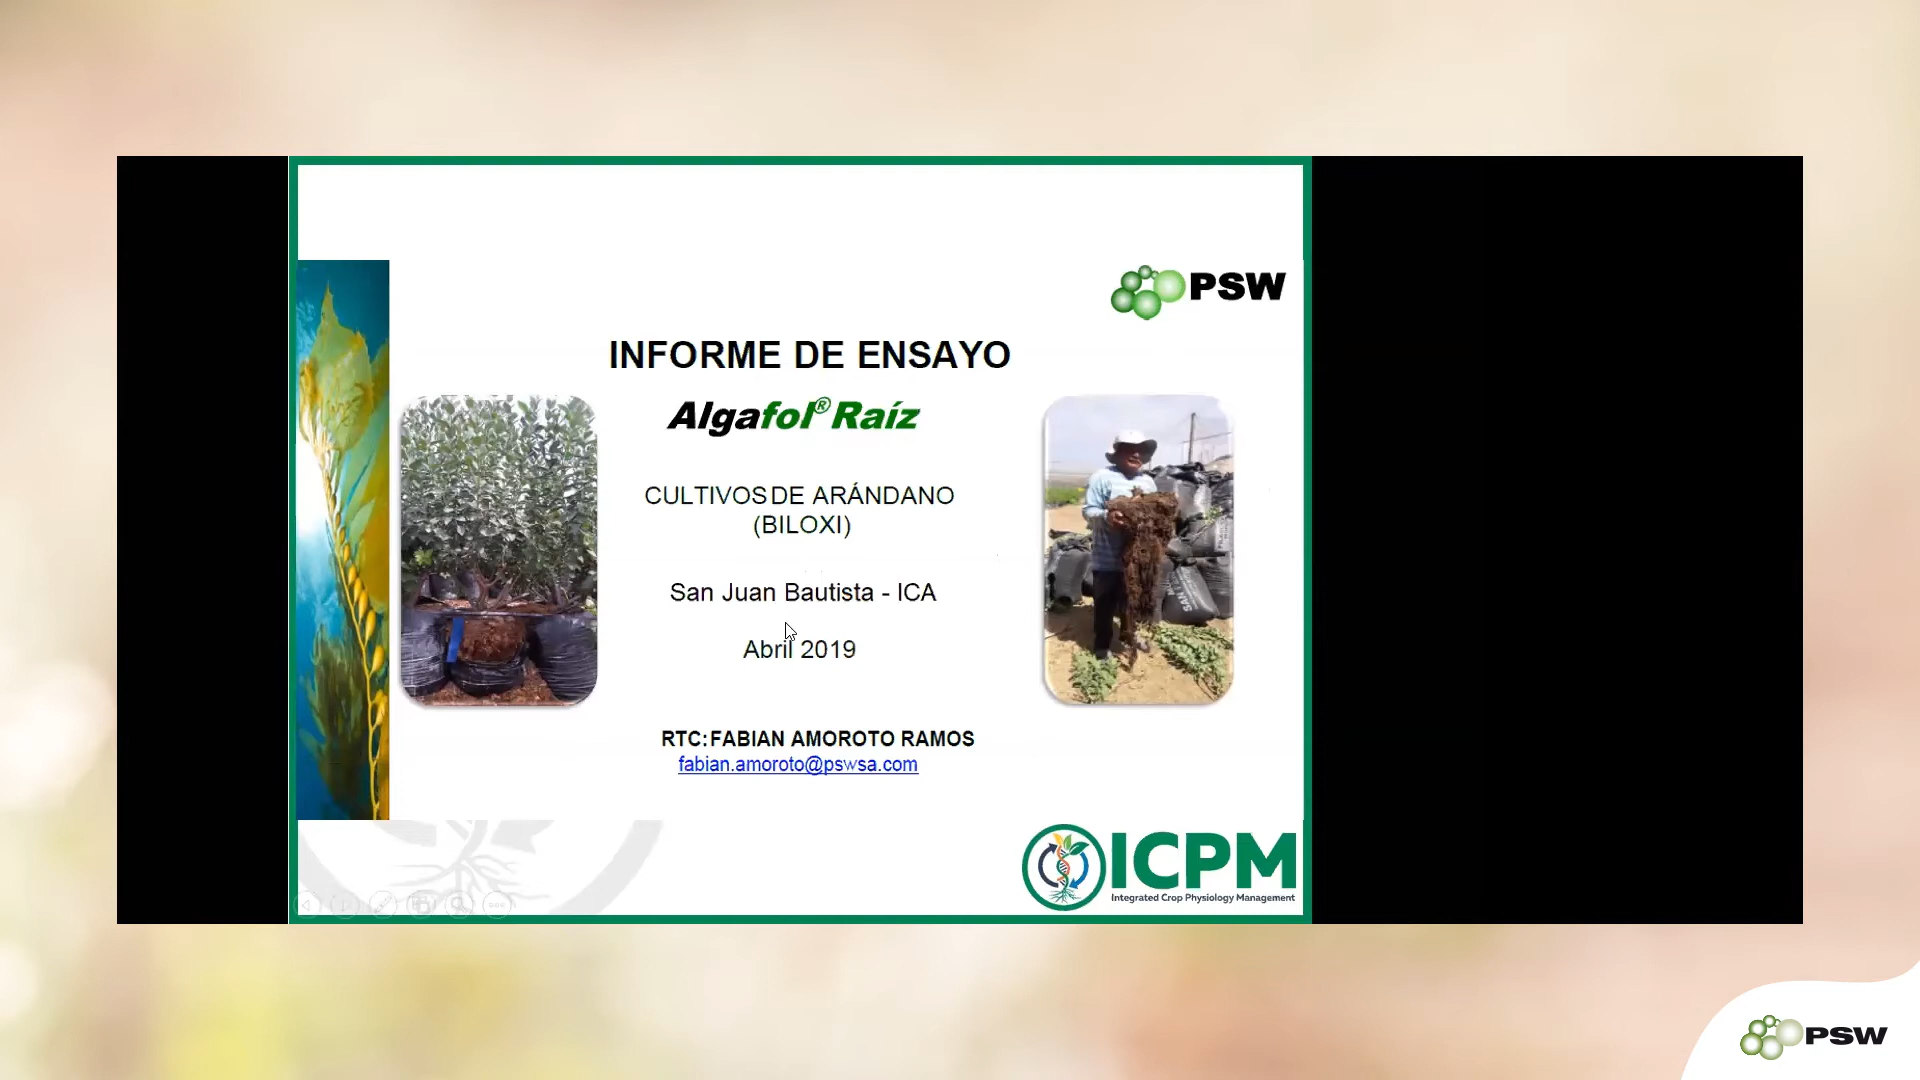 PSW
INFORME DE ENSAYO
Algafol® Raíz
CULTIVOS DE ARÁNDANO
(BILOXI)
San Juan Bautista - ICA
Abril 2019
RTC: FABIAN AMOROTO RAMOS
fabian.amoroto@pswsa.com
ICPM
Integrated Crop Physiology Management
PSW